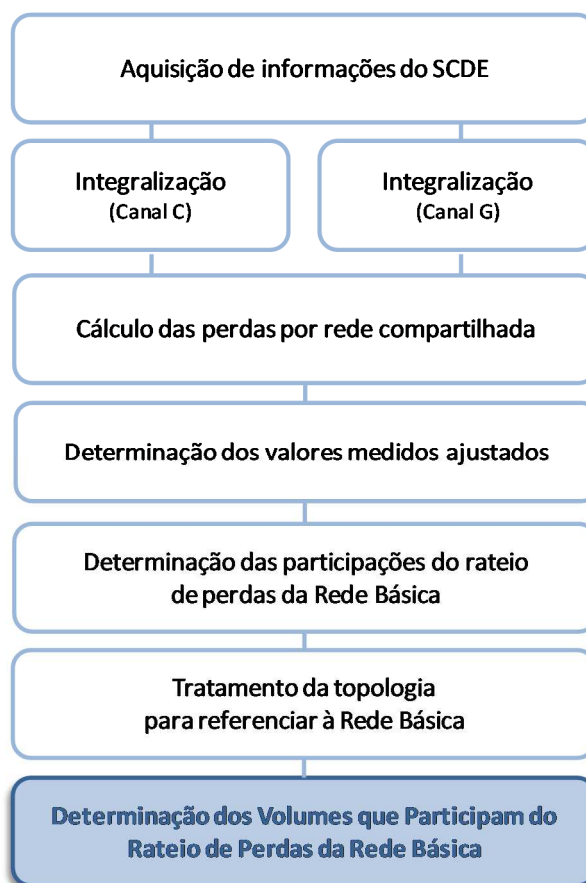 Aquisição de informações do SCDE
Integralização
(Canal C)
Integralização
(Canal G)
Cálculo das perdas por rede compartilhada
Determinação dos valores medidos ajustados
Determinação das participações do rateio
de perdas da Rede Básica
Tratamento da topologia
para referenciar à Rede Básica
Determinação dos Volumes que Participam do
Rateio de Perdas da Rede Básica